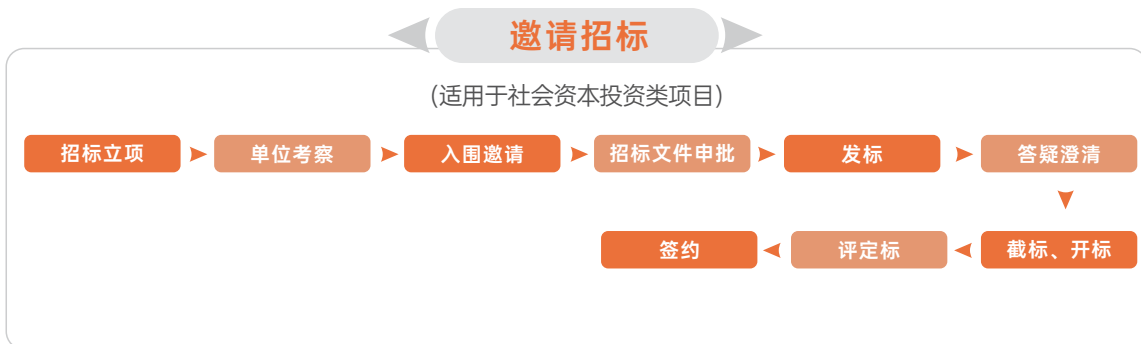 邀请招标
(适用于社会资本投资类项目)
招标立项
单位考察
入围邀请
招标文件申批
发标
答疑澄清
截标、开标
评定标
签约